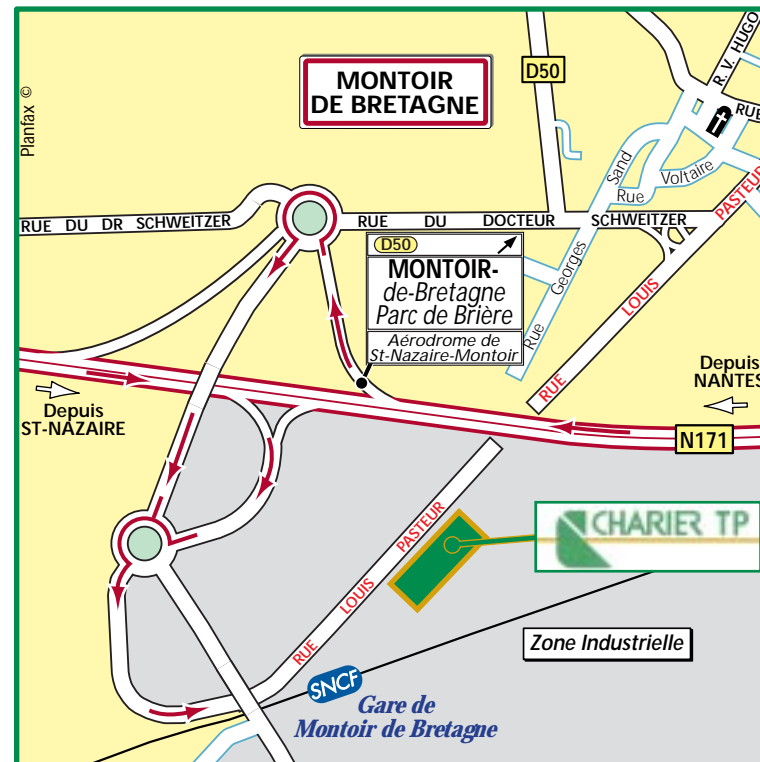 Planfax ©
MONTOIR
DE BRETAGNE
D50
R. V. HUGO
RUE
Sand
Rue Voltaire
PASTEUR
RUE DU DR SCHWEITZER
RUE DU DOCTEUR SCHWEITZER
D50
MONTOIR-
de-Bretagne
Parc de Brière
Aérodrome de
St-Nazaire-Montoir
Georges
Rue
LOUIS
RUE
Depuis
ST-NAZAIRE
Depuis
NANTES
N171
CHARIER TP
RUE LOUIS PASTEUR
Zone Industrielle
SNCF
Gare de
Montoir de Bretagne